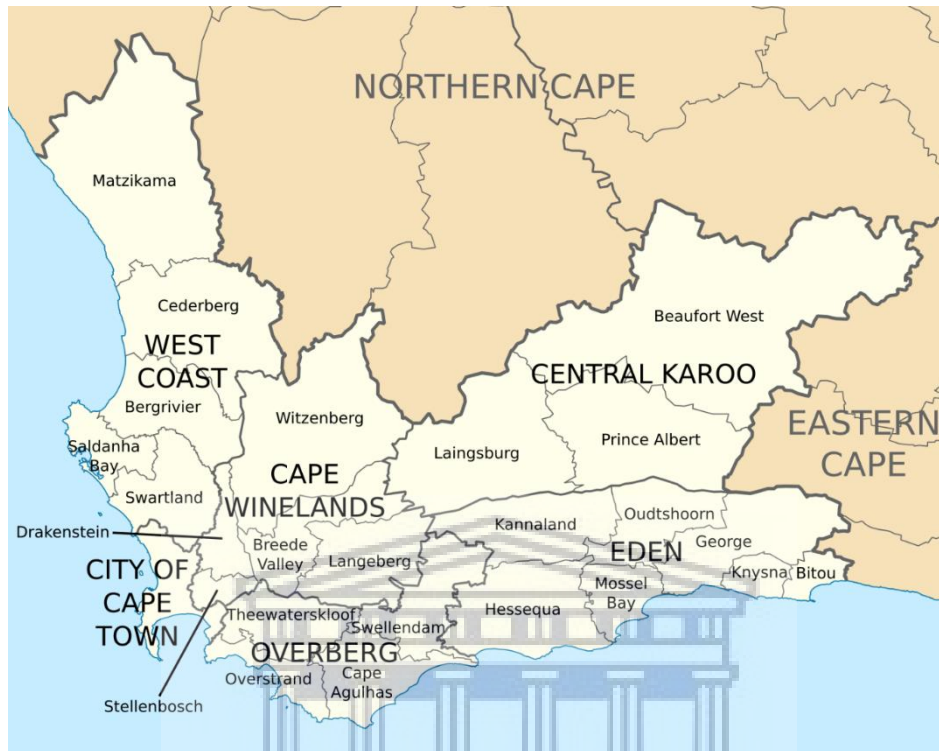 NORTHERN CAPE
Matzikama
Cederberg
Beaufort West
WEST
COAST
CENTRAL KAROO
Bergrivier
Witzenberg
Prince Albert
EASTERN
CAPE
Saldanha
Bay
Laingsburg
CAPE
WINELANDS
Swartland
Drakenstein
Kannaland
Oudtshoorn
George
Breede
Valley
Langeberg
EDEN
CITY OF
CAPE
TOWN
Knysna
Bitou
Mossel
Bay
Hessequa
Theewaterskloof
Swellendam
OVERBERG
Overstrand
Cape
Agulhas
Stellenbosch